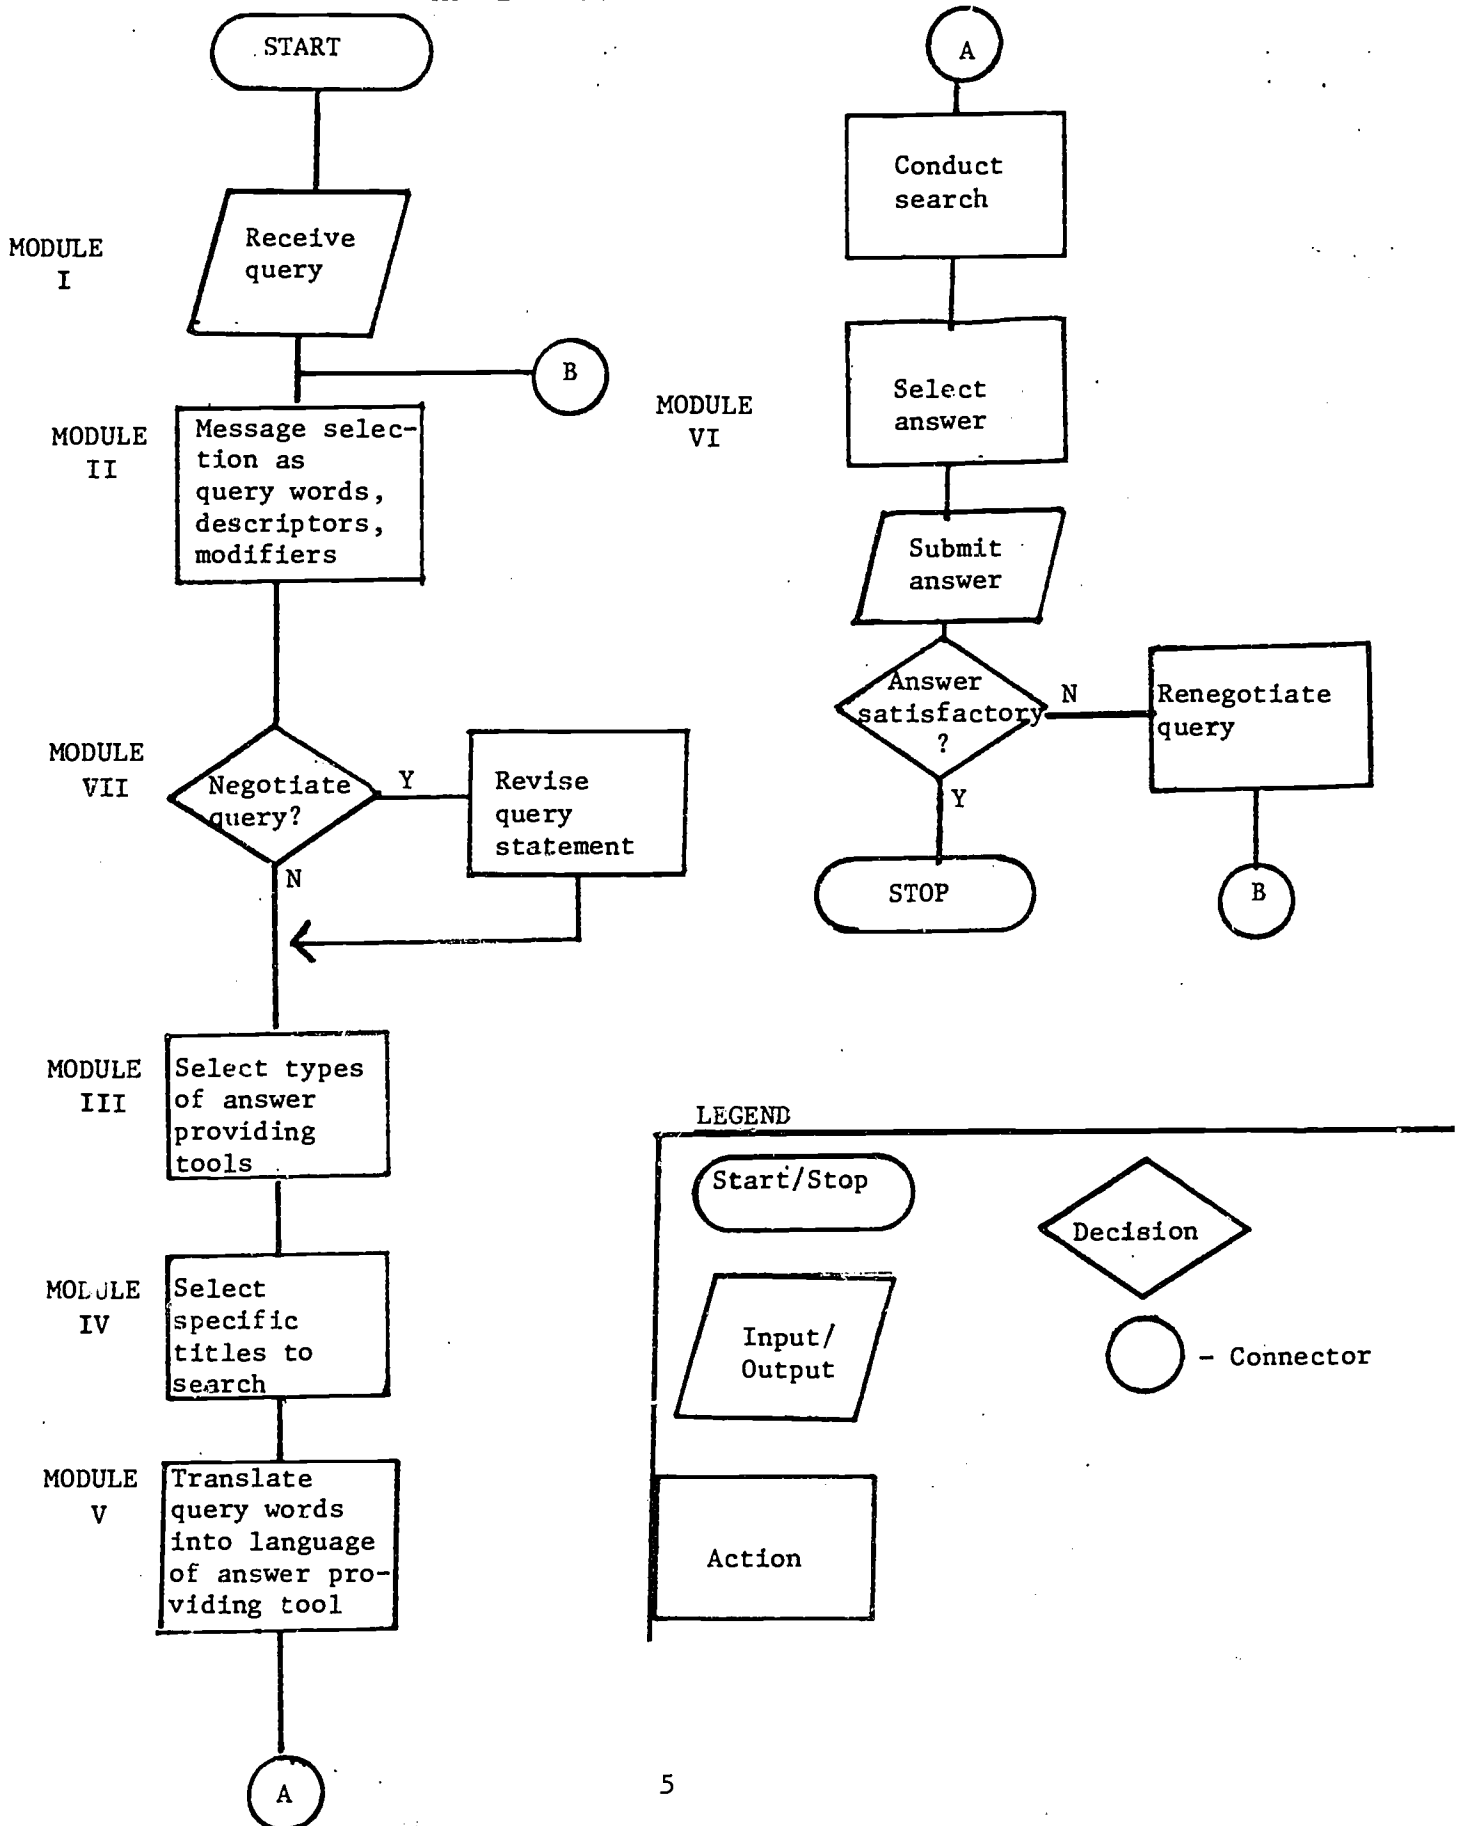 START
MODULE
I
Receive
query
B
MODULE
II
Message selec-
tion as
query words,
descriptors,
modifiers
MODULE
VII
Negotiate
query?
Y
N
Revise
query
statement
MODULE
III
Select types
of answer
providing
tools
MODULE
IV
Select
specific
titles to
search
MODULE
V
Translate
query words
into language
of answer pro-
viding tool
A
A
Conduct
search
MODULE
VI
Select
answer
Submit
answer
Answer
satisfactory
?
N
Y
Renegotiate
query
STOP
B
LEGEND
Start/Stop
Decision
Input/
Output
- Connector
Action
5